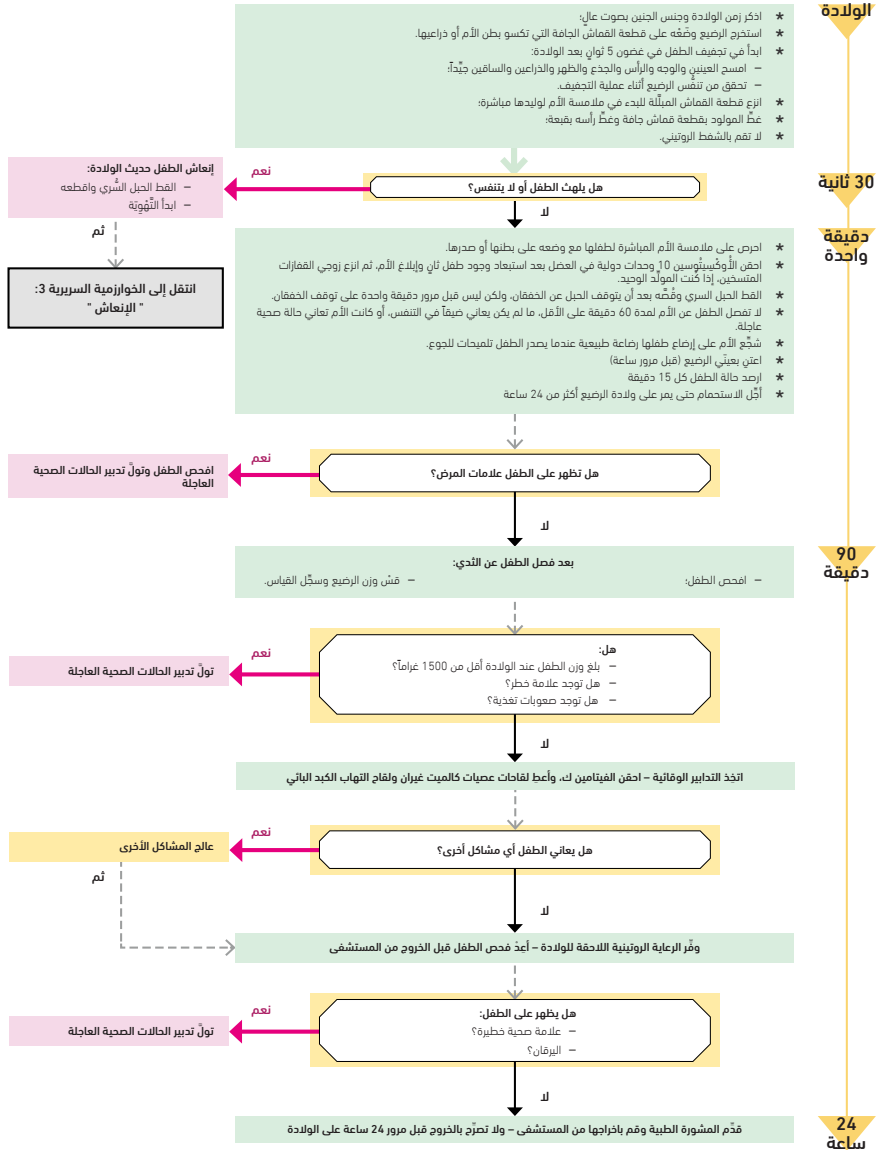 الولادة
* اذكر زمن الولادة وجنس الجنين بصوت عالٍ؛
* استخرج الرضيع وضَعْه على قطعة القماش الجافة التي تكسو بطن الأم أو ذراعيها.
* ابدأ في تجفيف الطفل في غضون 5 ثوانٍ بعد الولادة:
– امسح العينين والوجه والرأس والجذع والظهر والذراعين والساقين جيِّداً؛
– تحقق من تنفُّس الرضيع أثناء عملية التجفيف.
* انزع قطعة القماش المبلَّلة للبدء في ملامسة الأم لوليدها مباشرة؛
* غطِّ المولود بقطعة قماش جافة وغطِّ رأسه بقبعة؛
* لا تقم بالشفط الروتيني.
30 ثانية
هل يلهث الطفل أو لا يتنفس؟
نعم
إنعاش الطفل حديث الولادة:
– القط الحبل السُّري واقطعه
– ابدأ التَّهْوِيَة
ثم
انتقل إلى الخوارزمية السريرية 3:
" الإنعاش "
لا
دقيقة
واحدة
* احرص على ملامسة الأم المباشرة لطفلها مع وضعه على بطنها أو صدرها.
* احقن الأُوكْسِيتُوسين 10 وحدات دولية في العضل بعد استبعاد وجود طفل ثانٍ وإبلاغ الأم، ثم انزع زوجي القفازات
المتسخين، إذا كُنت المولِّد الوحيد.
* القط الحبل السري وقُصَّه بعد أن يتوقف الحبل عن الخفقان، ولكن ليس قبل مرور دقيقة واحدة على توقف الخفقان.
* لا تفصل الطفل عن الأم لمدة 60 دقيقة على الأقل، ما لم يكن يعاني ضيقاً في التنفس، أو كانت الأم تعاني حالة صحية
عاجلة.
* شجِّع الأم على إرضاع طفلها رضاعة طبيعية عندما يصدر الطفل تلميحات للجوع.
* اعتنِ بعينَي الرضيع (قبل مرور ساعة)
* ارصد حالة الطفل كل 15 دقيقة
* أجِّل الاستحمام حتى يمر على ولادة الرضيع أكثر من 24 ساعة
هل تظهر على الطفل علامات المرض؟
نعم
افحص الطفل وتولَّ تدبير الحالات الصحية
العاجلة
لا
90
دقيقة
بعد فصل الطفل عن الثدي:
– افحص الطفل؛ – قسْ وزن الرضيع وسجِّل القياس.
هل:
– بلغ وزن الطفل عند الولادة أقل من 1500 غراماً؟
– هل توجد علامة خطر؟
– هل توجد صعوبات تغذية؟
نعم
تولَّ تدبير الحالات الصحية العاجلة
لا
اتخِذ التدابير الوقائية – احقن الفيتامين ك، وأعطِ لقاحات عصيات كالميت غيران ولقاح التهاب الكبد البائي
هل يعاني الطفل أي مشاكل أخرى؟
نعم
عالج المشاكل الأخرى
ثم
لا
وفِّر الرعاية الروتينية اللاحقة للولادة – أعِدْ فحص الطفل قبل الخروج من المستشفى
هل يظهر على الطفل:
– علامة صحية خطيرة؟
– اليرقان؟
نعم
تولَّ تدبير الحالات الصحية العاجلة
لا
24
ساعة
قدِّم المشورة الطبية وقم باخراجها من المستشفى – ولا تصرِّح بالخروج قبل مرور 24 ساعة على الولادة